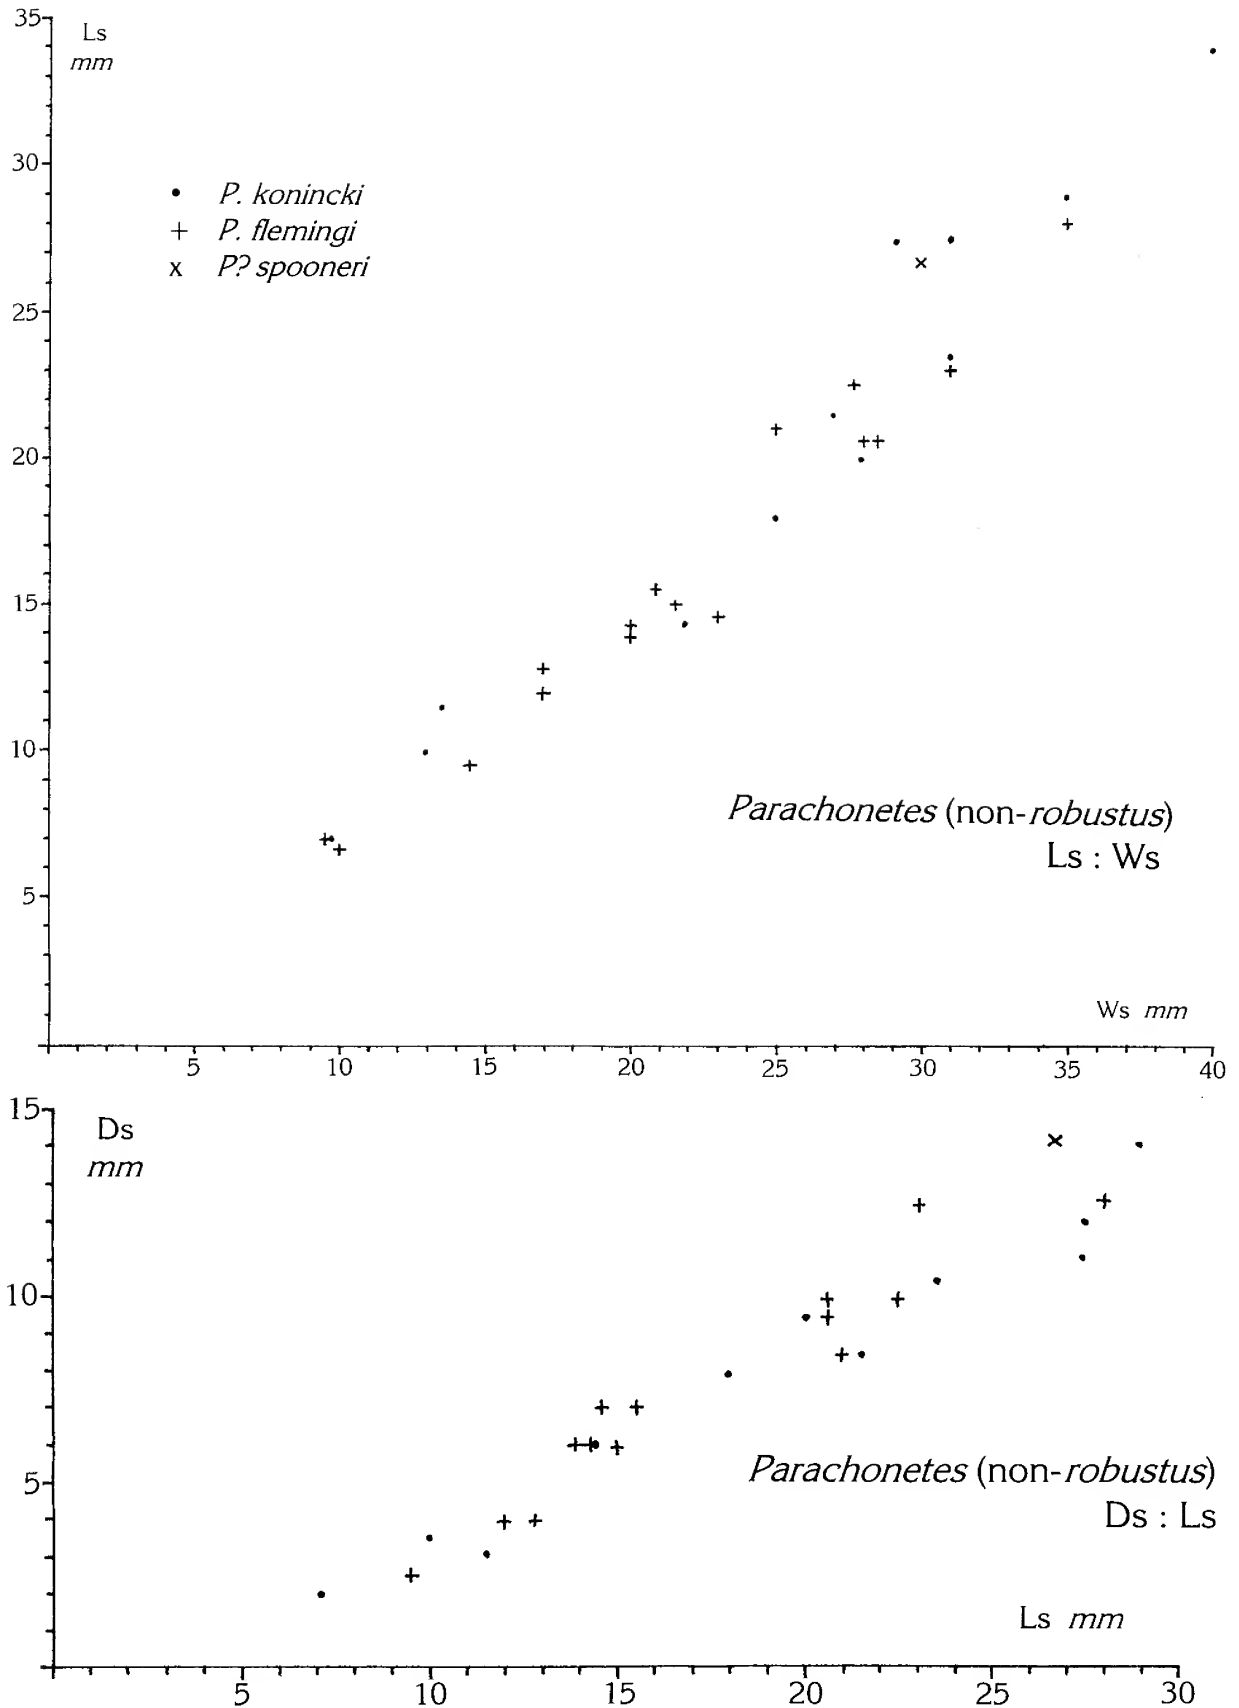 35
Ls
mm
30
• P. konincki
+ P. flemingi
x P? spooneri
25
20
15
10
Parachonetes (non-robustus)
Ls : Ws
5
Ws mm
5 10 15 20 25 30 35 40
15
Ds
mm
10
Parachonetes (non-robustus)
5
Ds : Ls
Ls mm
5 10 15 20 25 30